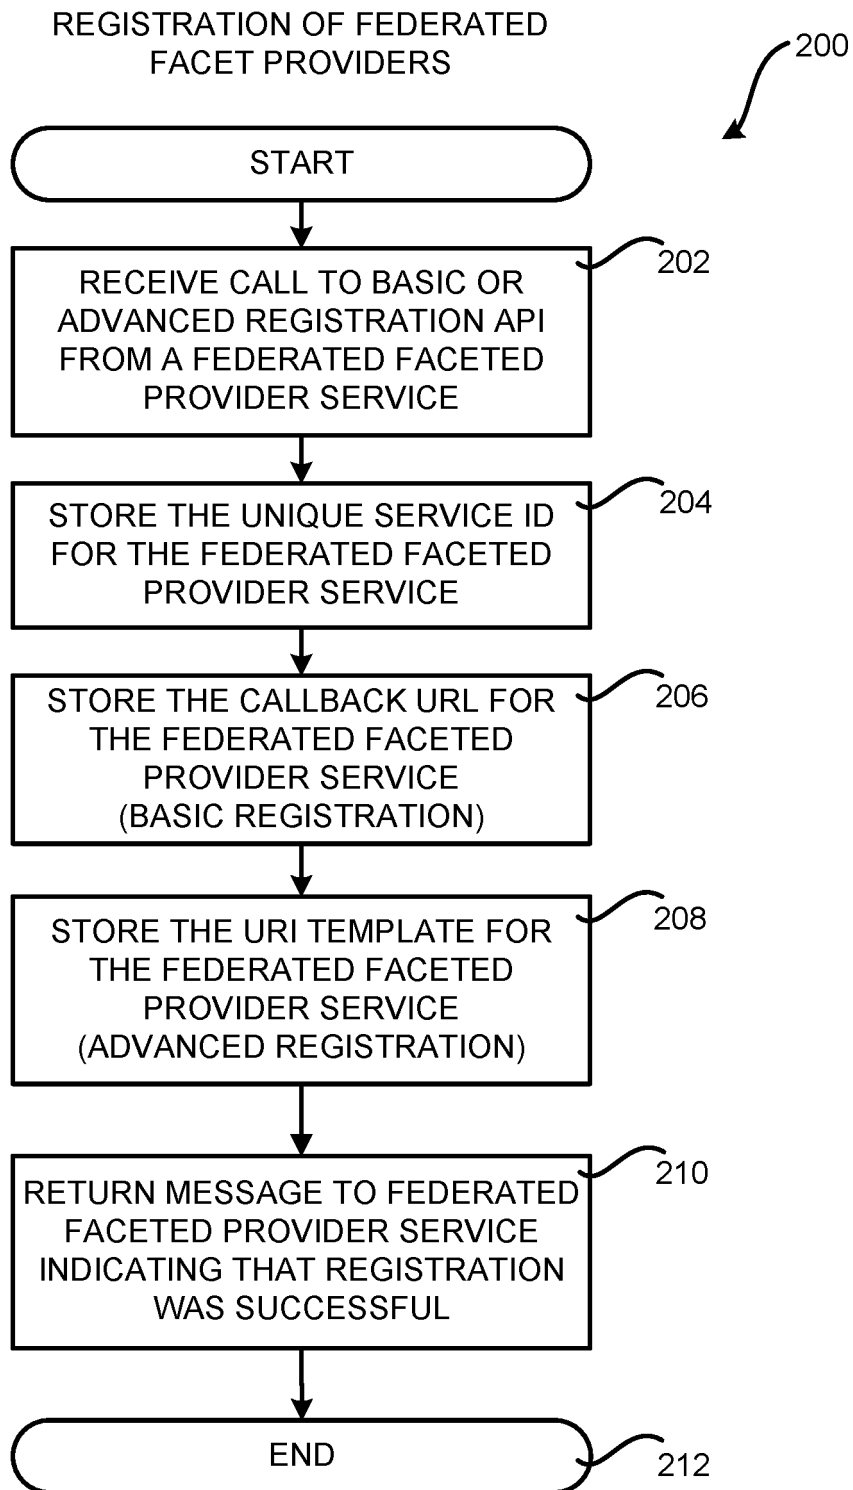 REGISTRATION OF FEDERATED
FACET PROVIDERS
200
START
202
RECEIVE CALL TO BASIC OR
ADVANCED REGISTRATION API
FROM A FEDERATED FACETED
PROVIDER SERVICE
204
STORE THE UNIQUE SERVICE ID
FOR THE FEDERATED FACETED
PROVIDER SERVICE
206
STORE THE CALLBACK URL FOR
THE FEDERATED FACETED
PROVIDER SERVICE
(BASIC REGISTRATION)
208
STORE THE URI TEMPLATE FOR
THE FEDERATED FACETED
PROVIDER SERVICE
(ADVANCED REGISTRATION)
210
RETURN MESSAGE TO FEDERATED
FACETED PROVIDER SERVICE
INDICATING THAT REGISTRATION
WAS SUCCESSFUL
END
212